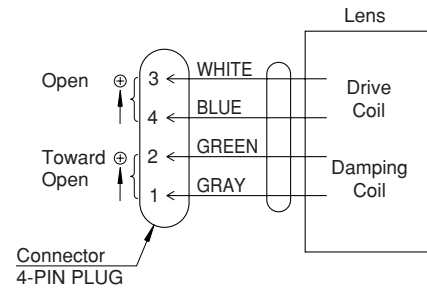 Lens
Open
⊕
3
WHITE
Drive
Coil
4
BLUE
Toward
Open
⊕
2
GREEN
Damping
Coil
1
GRAY
Connector
4-PIN PLUG